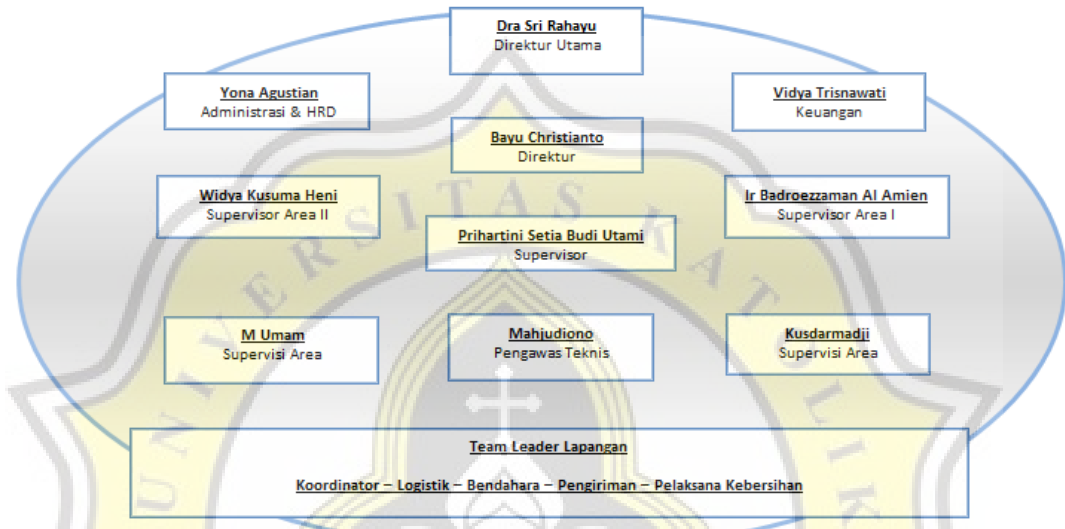 Dra Sri Rahayu
Direktur Utama
Yona Agustian
Administrasi & HRD
Vidya Trisnawati
Keuangan
Bayu Christianto
Direktur
Widya Kusuma Heni
Supervisor Area II
Ir Badroezzaman Al Amien
Supervisor Area I
Prihartini Setia Budi Utami
Supervisor
M Umam
Supervisi Area
Mahjudiono
Pengawas Teknis
Kusdarmadji
Supervisi Area
Team Leader Lapangan
Koordinator – Logistik – Bendahara – Pengiriman – Pelaksana Kebersihan
UNIVERSITAS KATOLIK